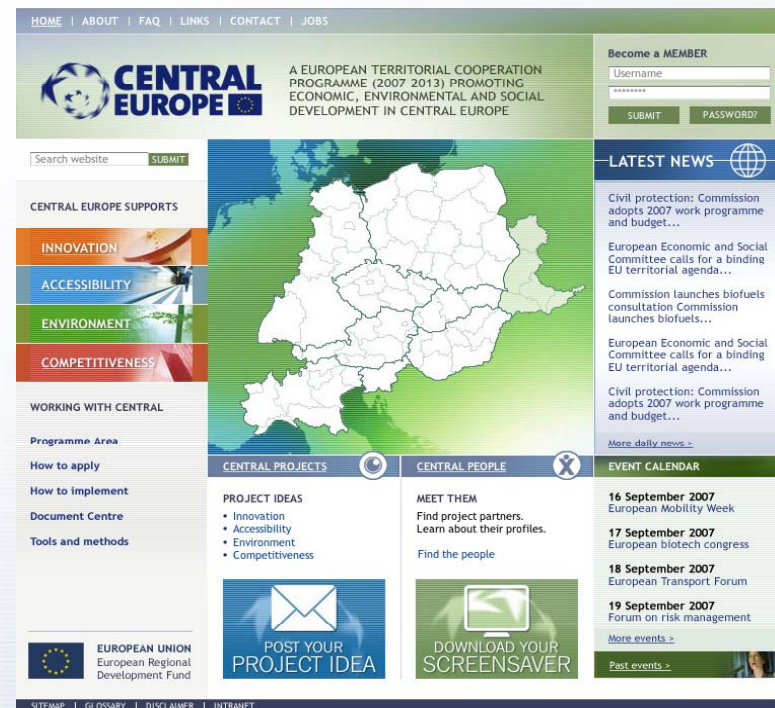 HOME | ABOUT | FAQ | LINKS | CONTACT | JOBS
CENTRAL
EUROPE
A EUROPEAN TERRITORIAL COOPERATION
PROGRAMME (2007 2013) PROMOTING
ECONOMIC, ENVIRONMENTAL AND SOCIAL
DEVELOPMENT IN CENTRAL EUROPE
Become a MEMBER
Username
********
SUBMIT PASSWORD?
Search website SUBMIT
CENTRAL EUROPE SUPPORTS
INNOVATION
ACCESSIBILITY
ENVIRONMENT
COMPETITIVENESS
WORKING WITH CENTRAL
Programme Area
How to apply
How to implement
Document Centre
Tools and methods
EUROPEAN UNION
European Regional
Development Fund
CENTRAL PROJECTS
PROJECT IDEAS
• Innovation
• Accessibility
• Environment
• Competitiveness
POST YOUR
PROJECT IDEA
CENTRAL PEOPLE
MEET THEM
Find project partners.
Learn about their profiles.
Find the people
DOWNLOAD YOUR
SCREENSAVER
LATEST NEWS
Civil protection: Commission
adopts 2007 work programme
and budget...
European Economic and Social
Committee calls for a binding
EU territorial agenda...
Commission launches biofuels
consultation Commission
launches biofuels...
European Economic and Social
Committee calls for a binding
EU territorial agenda...
Civil protection: Commission
adopts 2007 work programme
and budget...
More daily news >
EVENT CALENDAR
16 September 2007
European Mobility Week
17 September 2007
European biotech congress
18 September 2007
European Transport Forum
19 September 2007
Forum on risk management
More events >
Past events >
SITEMAP | GLOSSARY | DISCLAIMER | INTRANET